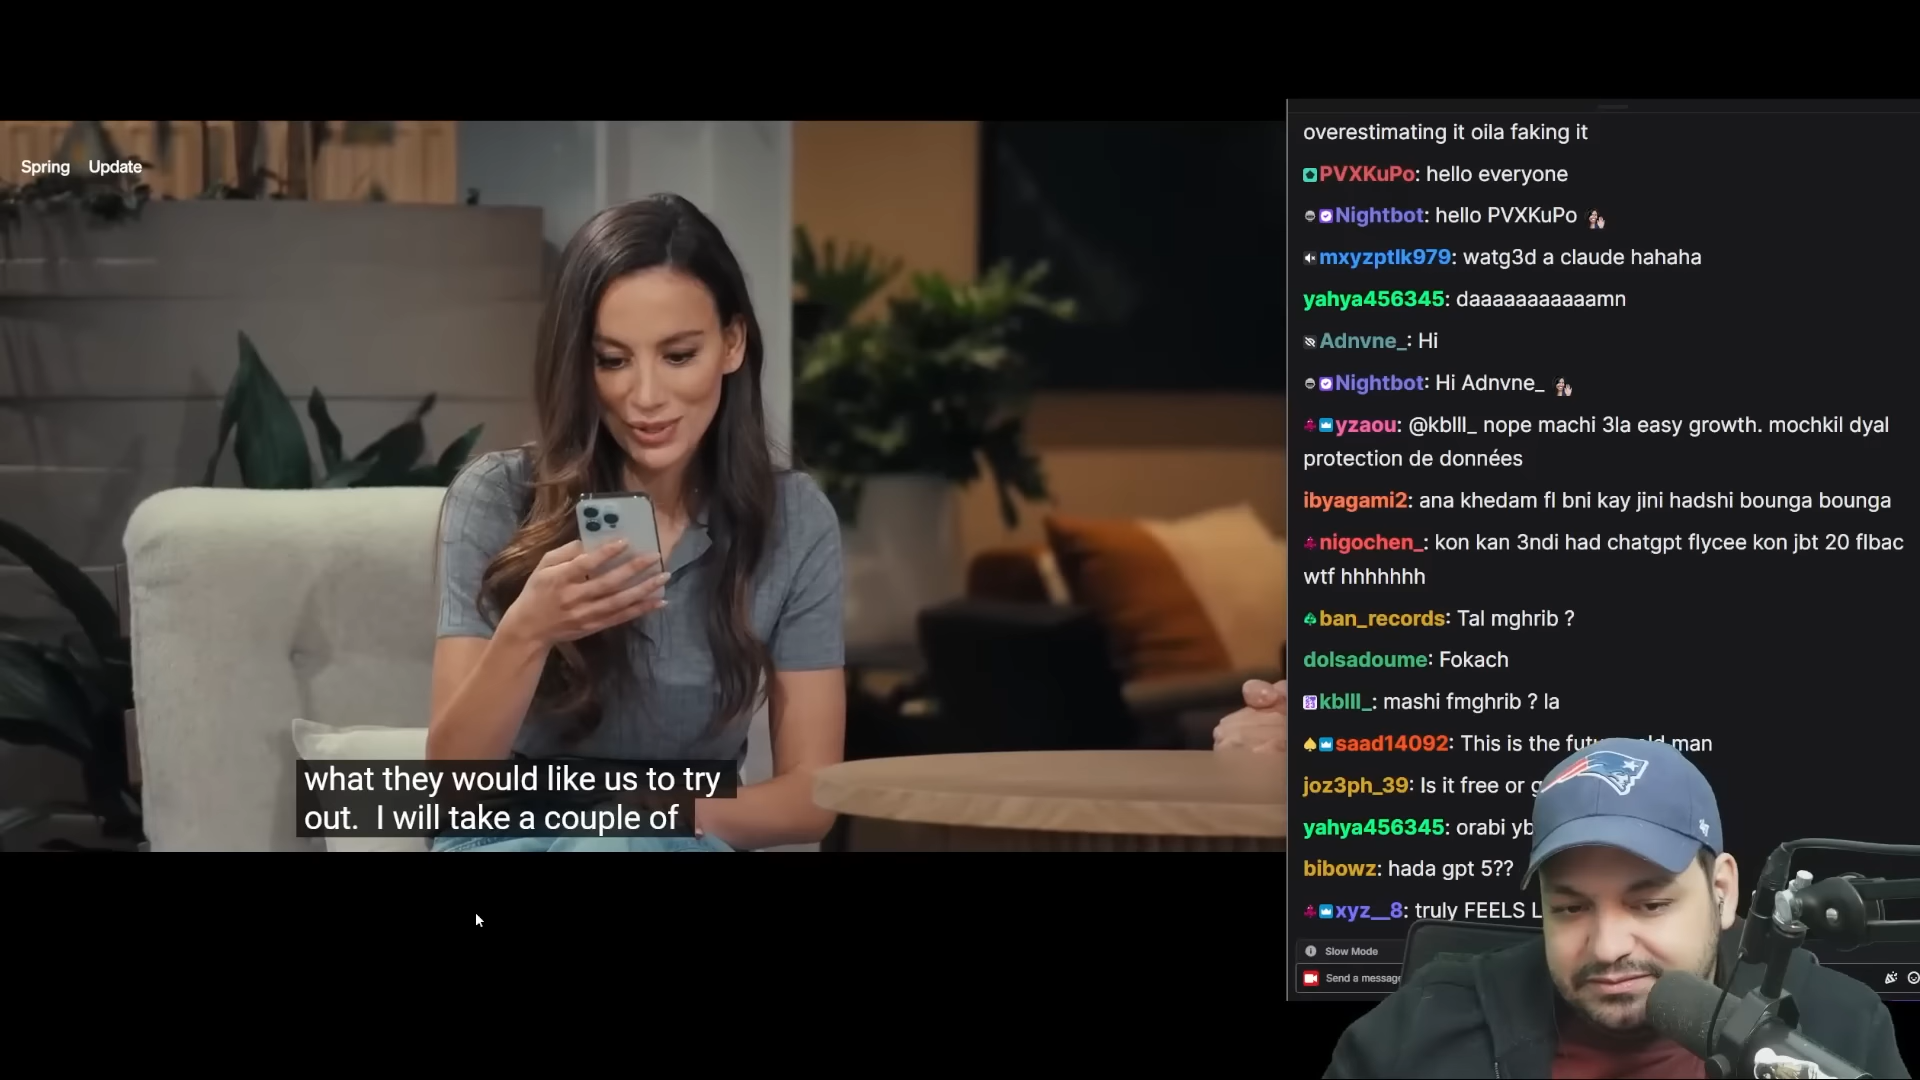 Spring Update
what they would like us to try
out. I will take a couple of
overestimating it oila faking it
PVXKuPo: hello everyone
Nightbot: hello PVXKuPo
mxyzptlk979: watg3d a claude hahaha
yahya456345: daaaaaaaaaaamn
Adnvne_: Hi
Nightbot: Hi Adnvne_
yzaou: @kblll_ nope machi 3la easy growth. mochkil dyal
protection de données
ibyagami2: ana khedam fl bni kay jini hadshi bounga bounga
nigochen_: kon kan 3ndi had chatgpt flycee kon jbt 20 flbac
wtf hhhhhhh
ban_records: Tal mghrib ?
dolsadoume: Fokach
kblll_: mashi fmghrib ? la
saad14092: This is the man
joz3ph_39: Is it free or
yahya456345: orabi
bibowz: hada gpt 5??
xyz__8: truly FEELS
Slow Mode
Send a message